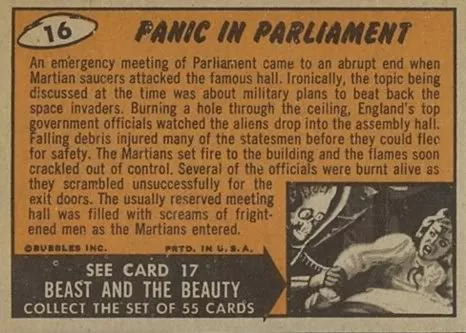 16
PANIC IN PARLIAMENT
An emergency meeting of Parliament came to an abrupt end when
Martian saucers attacked the famous hall. Ironically, the topic being
discussed at the time was about military plans to beat back the
space invaders. Burning a hole through the ceiling, England's top
government officials watched the aliens drop into the assembly hall.
Falling debris injured many of the statesmen before they could flee
for safety. The Martians set fire to the building and the flames soon
crackled out of control. Several of the officials were burnt alive as
they scrambled unsuccessfully for the
exit doors. The usually reserved meeting
hall was filled with screams of fright-
ened men as the Martians entered.
©BUBBLES INC. PRTD. IN U.S.A.
SEE CARD 17
BEAST AND THE BEAUTY
COLLECT THE SET OF 55 CARDS